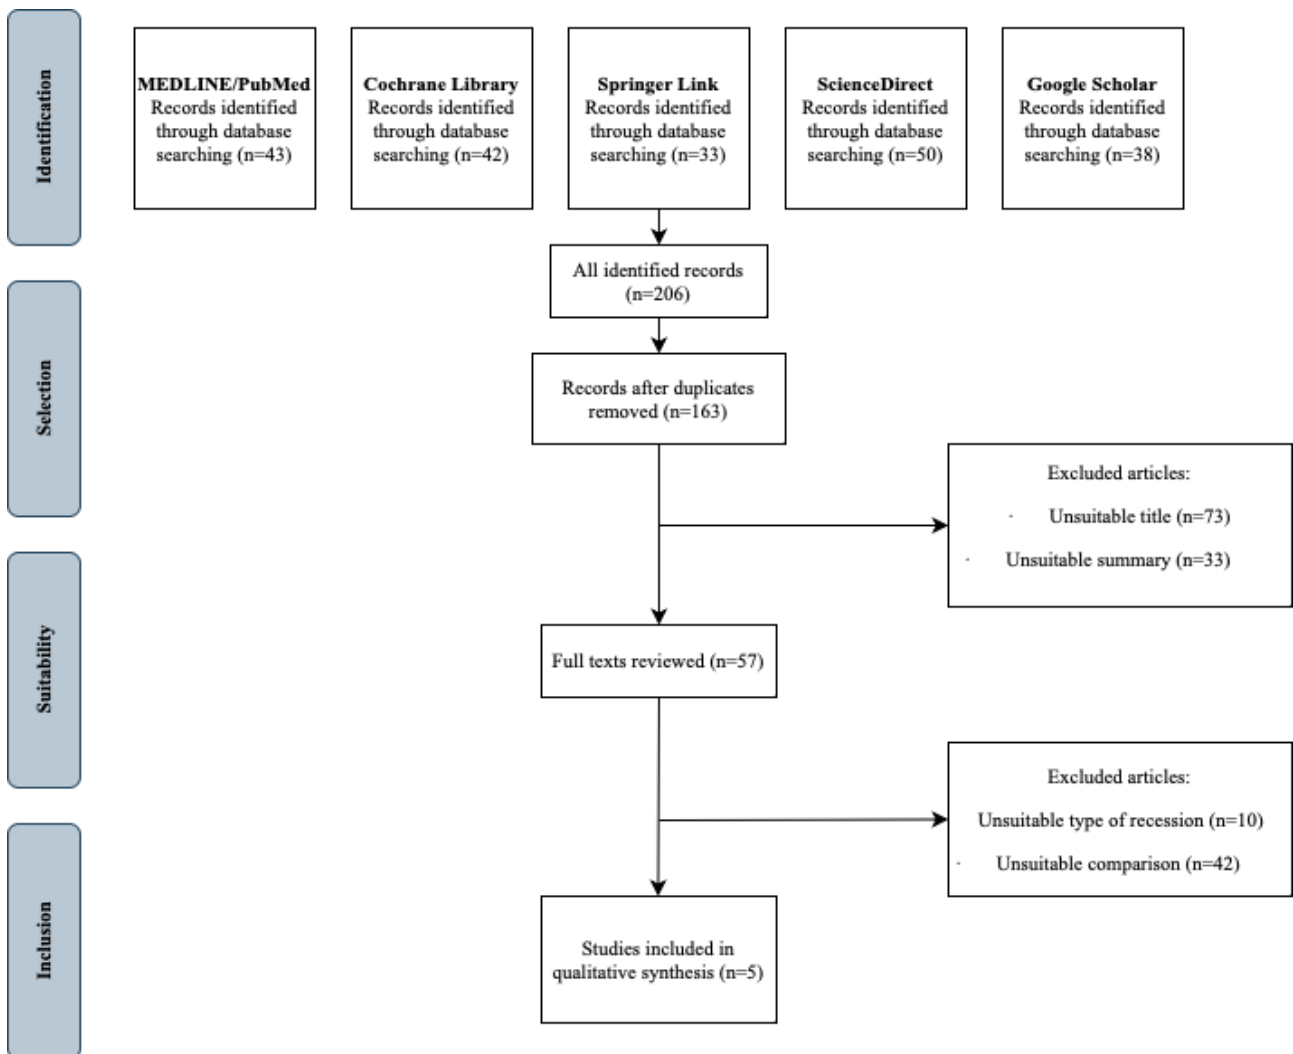 Identification
MEDLINE/PubMed
Records identified
through database
searching (n=43)
Cochrane Library
Records identified
through database
searching (n=42)
Springer Link
Records identified
through database
searching (n=33)
ScienceDirect
Records identified
through database
searching (n=50)
Google Scholar
Records identified
through database
searching (n=38)
All identified records
(n=206)
Selection
Records after duplicates
removed (n=163)
Excluded articles:
· Unsuitable title (n=73)
· Unsuitable summary (n=33)
Suitability
Full texts reviewed (n=57)
Excluded articles:
Unsuitable type of recession (n=10)
· Unsuitable comparison (n=42)
Inclusion
Studies included in
qualitative synthesis (n=5)